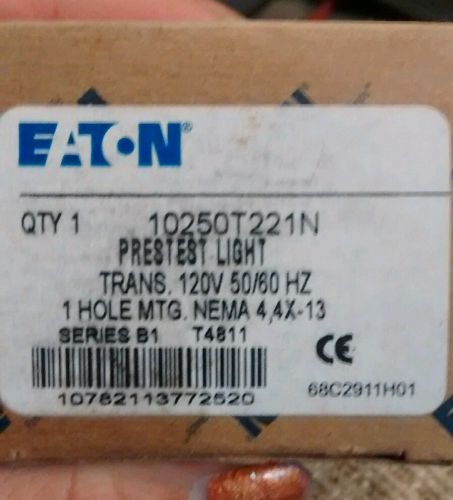 EATON®
QTY 1 10250T221N
PRESTEST LIGHT
TRANS. 120V 50/60 HZ
1 HOLE MTG. NEMA 4,4X-13
SERIES B1 T4811
CE
10782113772520
68C2911H01